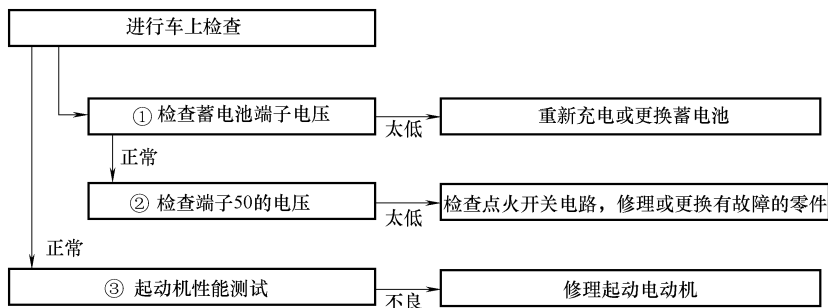 进行车上检查
①检查蓄电池端子电压
太低
重新充电或更换蓄电池
正常
②检查端子50的电压
太低
检查点火开关电路，修理或更换有故障的零件
正常
③起动机性能测试
不良
修理起动电动机